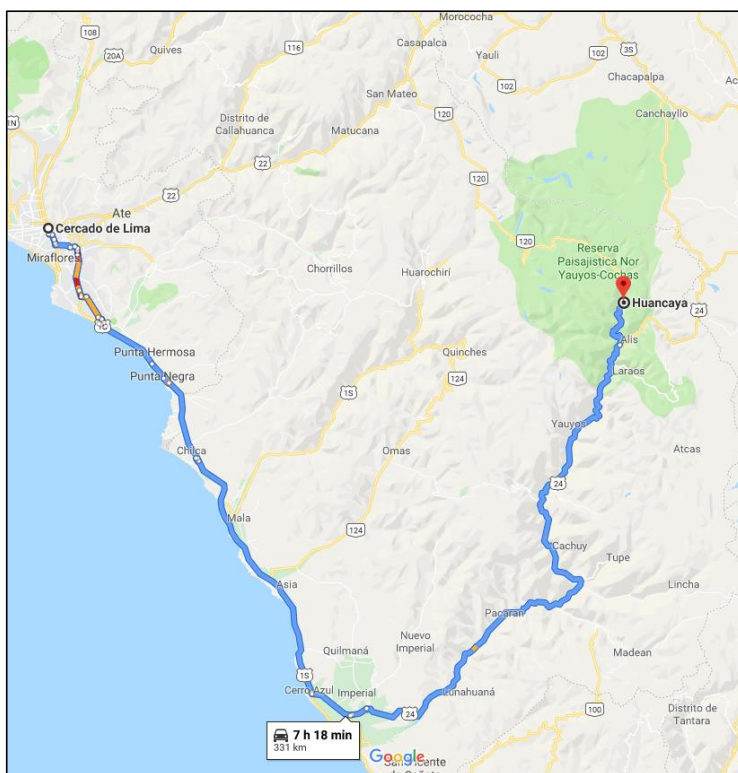 Morococha
108
Quives
116
3S
20A
Casapalca
Yauli
102
Chacapalpa
San Mateo
102
Distrito de
Callahuanca
120
Canchayllo
1N
Matucana
22
22
120
Ate
Cercado de Lima
120
Reserva
Paisajística Nor
Yauyos-Cochas
Miraflores
Chorrillos
Huarochirí
Huancaya
24
1S
Alis
Punta Hermosa
Quinches
Laraos
Punta Negra
124
1S
Yauyos
Chilca
Omas
Atcas
24
Mala
124
Cachuy
Tupe
Asia
Lincha
Pacarán
Nuevo
Imperial
Quilmaná
Madean
1S
Cerro Azul
Imperial
Lunahuaná
24
100
Distrito de
Tantara
7 h 18 min
331 km
Google